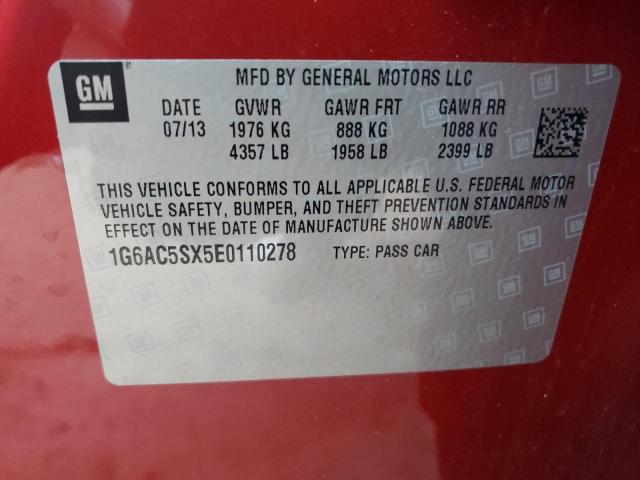 GM
MFD BY GENERAL MOTORS LLC
DATE GVWR GAWR FRT GAWR RR
07/13 1976 KG 888 KG 1088 KG
4357 LB 1958 LB 2399 LB
THIS VEHICLE CONFORMS TO ALL APPLICABLE U.S. FEDERAL MOTOR
VEHICLE SAFETY, BUMPER, AND THEFT PREVENTION STANDARDS IN
EFFECT ON THE DATE OF MANUFACTURE SHOWN ABOVE.
1G6AC5SX5E0110278 TYPE: PASS CAR